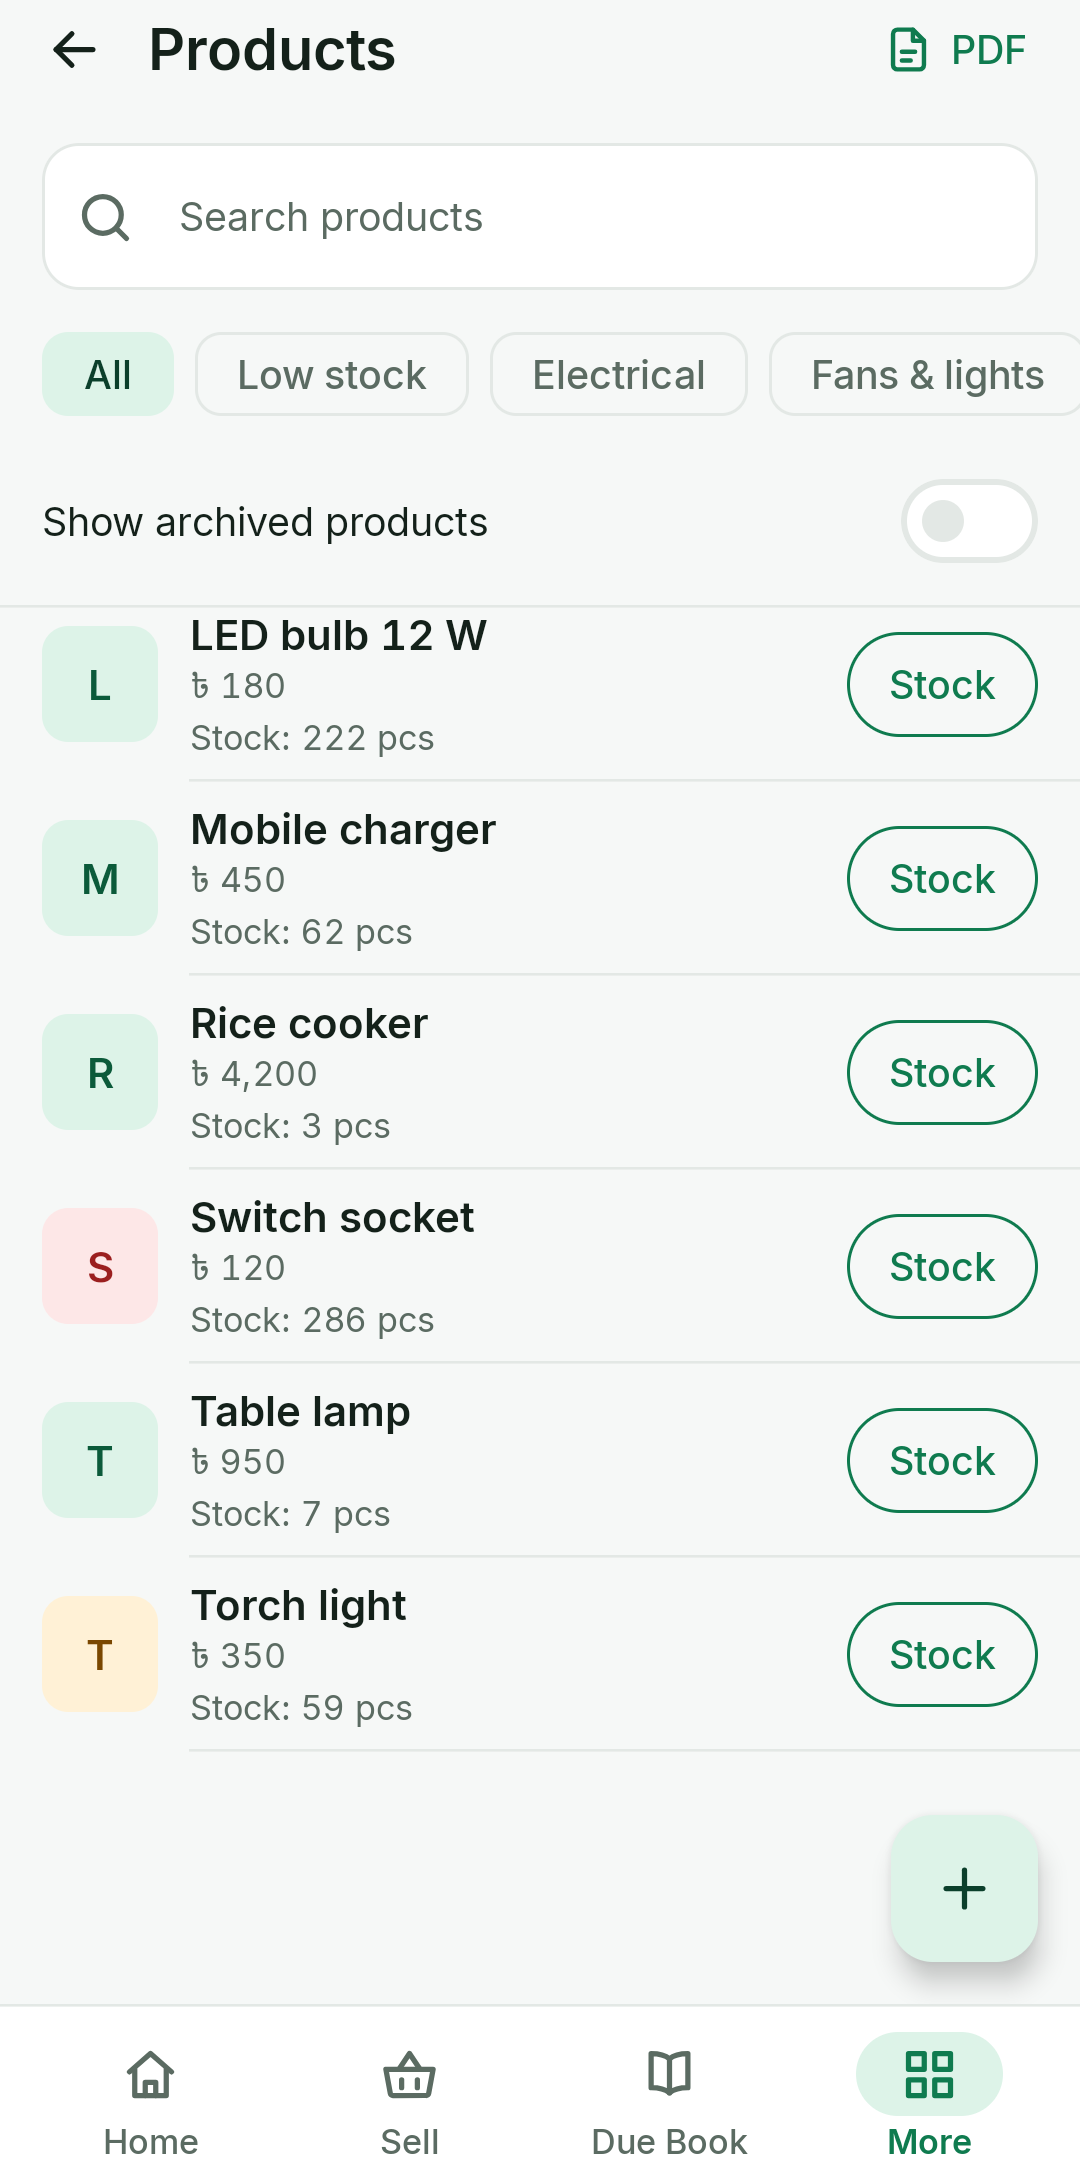 Products
PDF
Search products
All
Low stock
Electrical
Fans & lights
Show archived products
L
LED bulb 12 W
৳ 180
Stock: 222 pcs
Stock
M
Mobile charger
৳ 450
Stock: 62 pcs
Stock
R
Rice cooker
৳ 4,200
Stock: 3 pcs
Stock
S
Switch socket
৳ 120
Stock: 286 pcs
Stock
T
Table lamp
৳ 950
Stock: 7 pcs
Stock
T
Torch light
৳ 350
Stock: 59 pcs
Stock
Home
Sell
Due Book
More